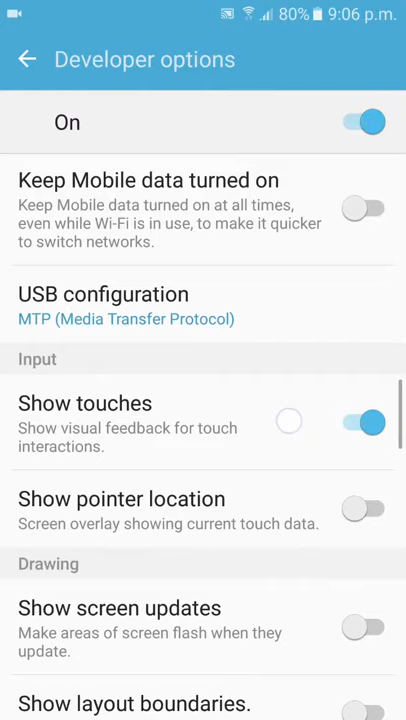 80% 9:06 p.m.
Developer options
On
Keep Mobile data turned on
Keep Mobile data turned on at all times,
even while Wi-Fi is in use, to make it quicker
to switch networks.
USB configuration
MTP (Media Transfer Protocol)
Input
Show touches
Show visual feedback for touch
interactions.
Show pointer location
Screen overlay showing current touch data.
Drawing
Show screen updates
Make areas of screen flash when they
update.
Show layout boundaries.